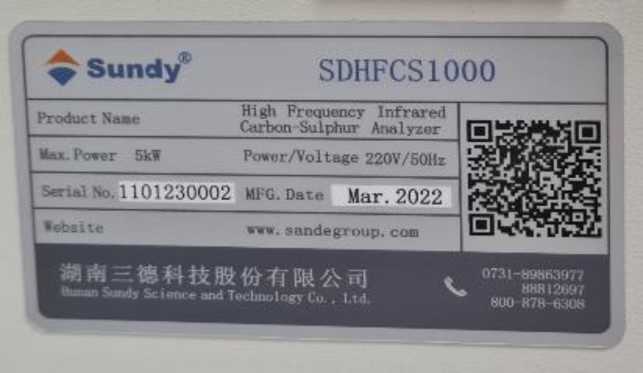 Sundy®
SDHFCS1000
Product Name
High Frequency Infrared
Carbon-Sulphur Analyzer
Max. Power 5kW
Power/Voltage 220V/50Hz
Serial No. 1101230002
MFG. Date Mar. 2022
Website
www.sandegroup.com
湖南三德科技股份有限公司
Hunan Sundy Science and Technology Co., Ltd.
0731-89863977
88812697
800-878-6308